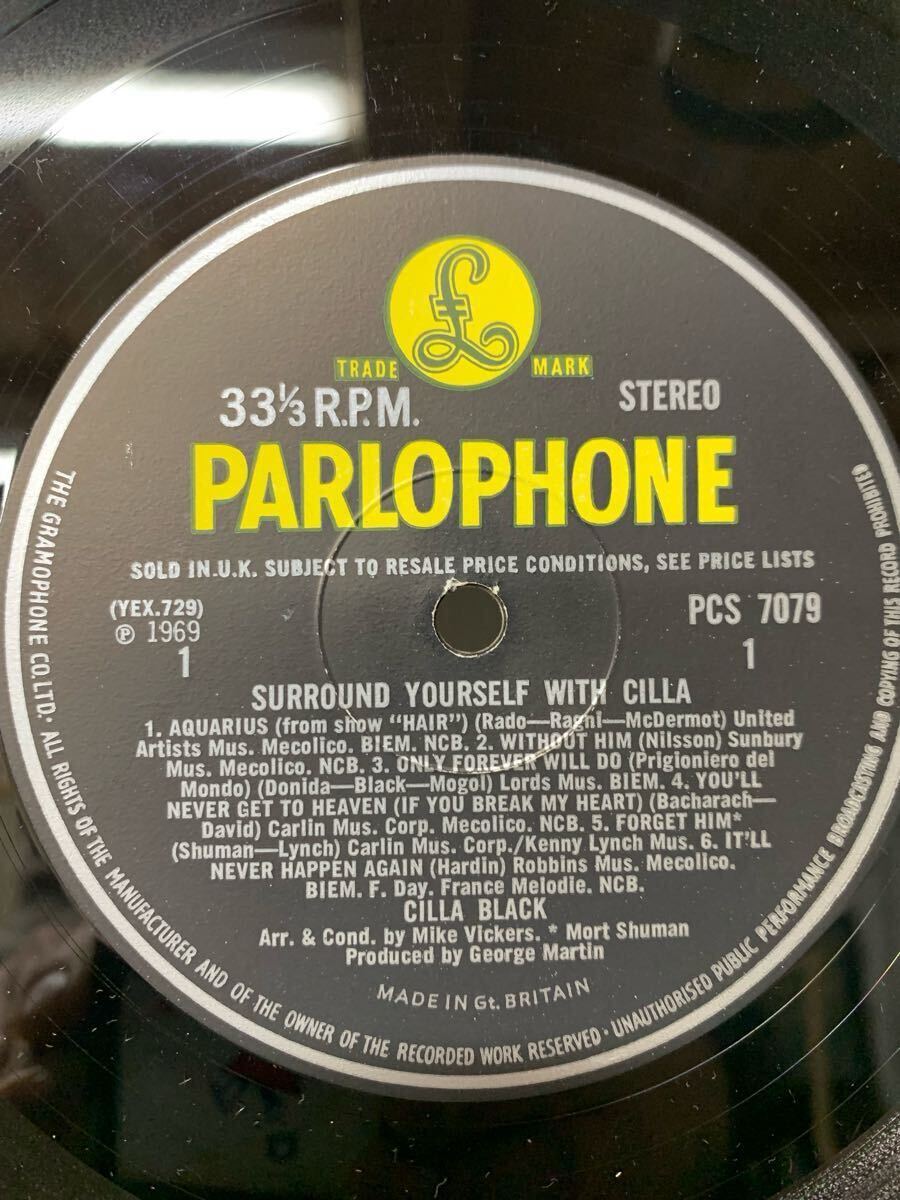 £
TRADE MARK
33⅓ R.P.M.
STEREO
PARLOPHONE
SOLD IN U.K. SUBJECT TO RESALE PRICE CONDITIONS, SEE PRICE LISTS
(YEX.729)
℗ 1969
1
PCS 7079
1
SURROUND YOURSELF WITH CILLA
1. AQUARIUS (from show "HAIR") (Rado—Ragni—McDermot) United
Artists Mus. Mecolico. BIEM. NCB. 2. WITHOUT HIM (Nilsson) Sunbury
Mus. Mecolico. NCB. 3. ONLY FOREVER WILL DO (Prigioniero del
Mondo) (Donida—Black—Mogol) Lords Mus. BIEM. 4. YOU'LL
NEVER GET TO HEAVEN (IF YOU BREAK MY HEART) (Bacharach—
David) Carlin Mus. Corp. Mecolico. NCB. 5. FORGET HIM*
(Shuman—Lynch) Carlin Mus. Corp./Kenny Lynch Mus. 6. IT'LL
NEVER HAPPEN AGAIN (Hardin) Robbins Mus. Mecolico.
BIEM. F. Day. France Melodie. NCB.
CILLA BLACK
Arr. & Cond. by Mike Vickers. * Mort Shuman
Produced by George Martin
MADE IN Gt. BRITAIN
THE GRAMOPHONE CO. LTD. · ALL RIGHTS OF THE MANUFACTURER AND OF THE OWNER OF THE RECORDED WORK RESERVED · UNAUTHORISED PUBLIC PERFORMANCE BROADCASTING AND COPYING OF THIS RECORD PROHIBITED